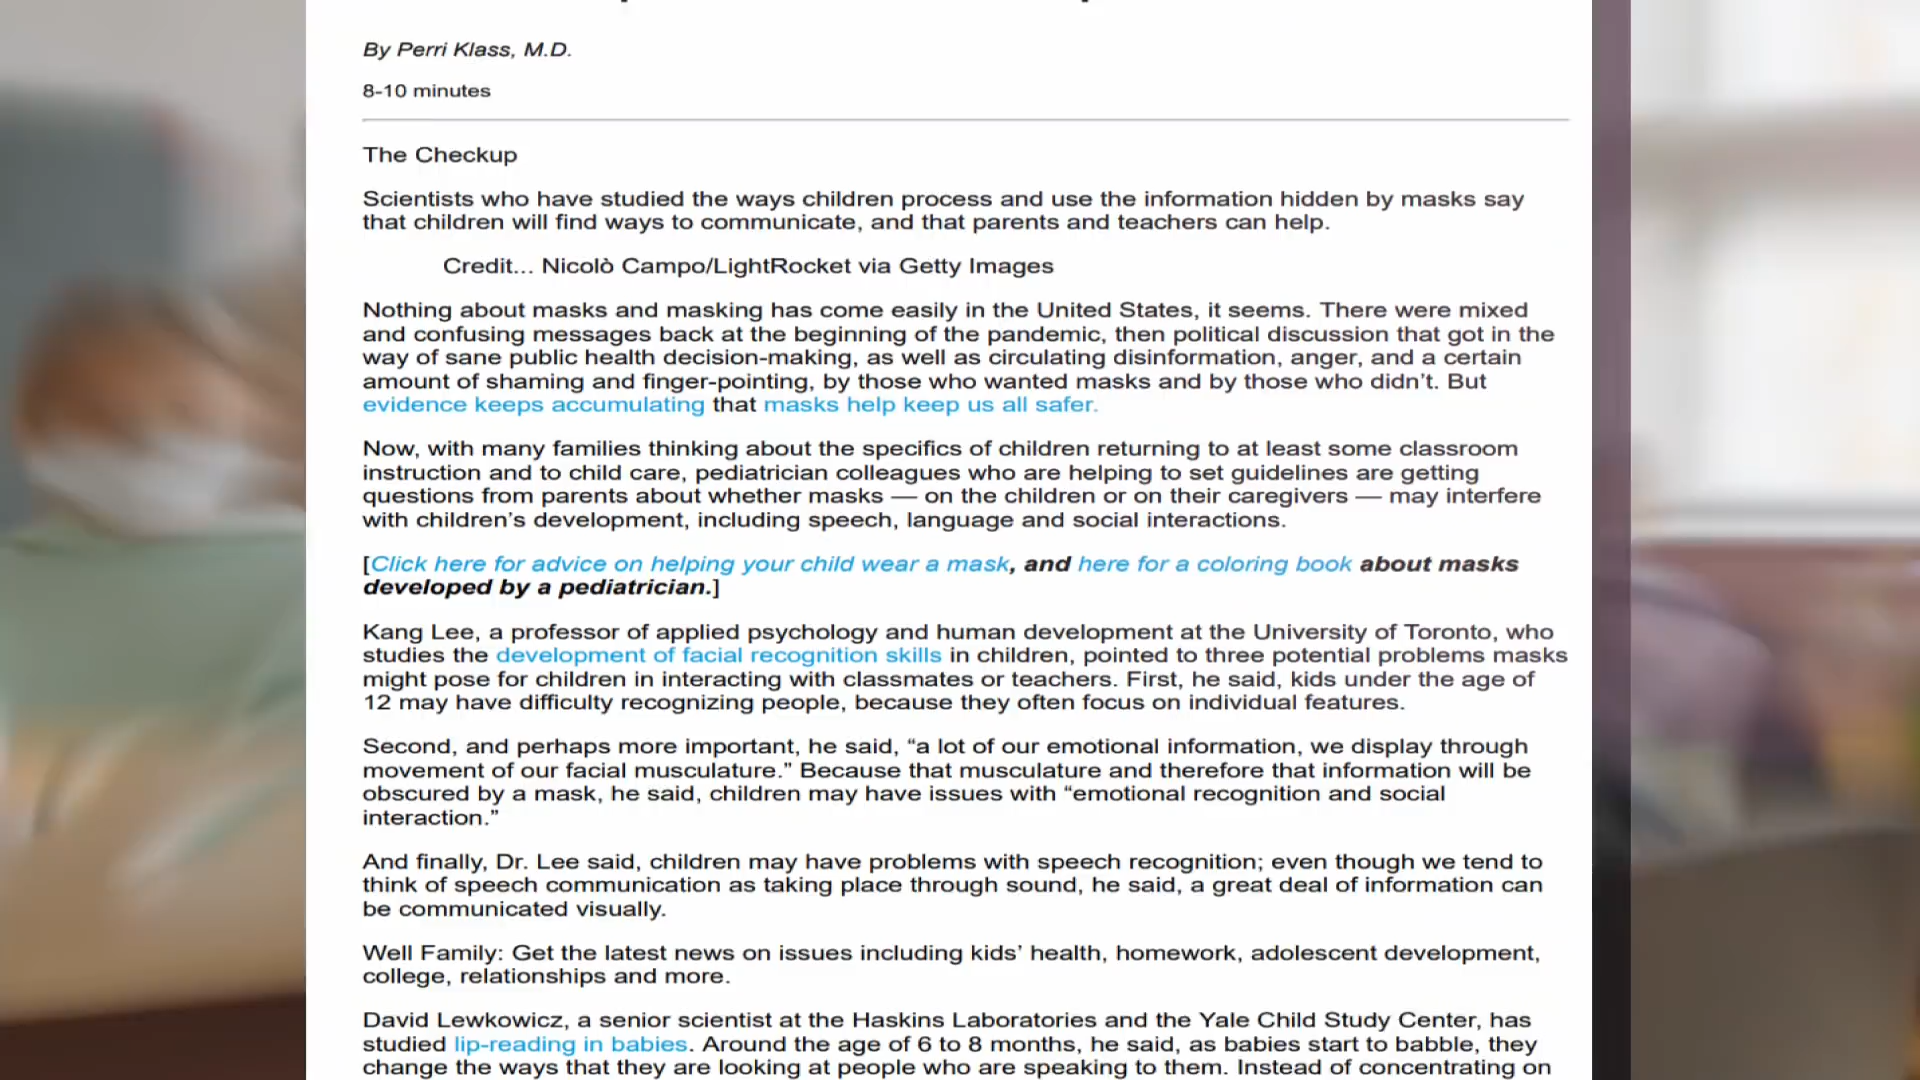 By Perri Klass, M.D.
8-10 minutes
The Checkup
Scientists who have studied the ways children process and use the information hidden by masks say
that children will find ways to communicate, and that parents and teachers can help.
Credit... Nicolò Campo/LightRocket via Getty Images
Nothing about masks and masking has come easily in the United States, it seems. There were mixed
and confusing messages back at the beginning of the pandemic, then political discussion that got in the
way of sane public health decision-making, as well as circulating disinformation, anger, and a certain
amount of shaming and finger-pointing, by those who wanted masks and by those who didn’t. But
evidence keeps accumulating that masks help keep us all safer.
Now, with many families thinking about the specifics of children returning to at least some classroom
instruction and to child care, pediatrician colleagues who are helping to set guidelines are getting
questions from parents about whether masks — on the children or on their caregivers — may interfere
with children’s development, including speech, language and social interactions.
[Click here for advice on helping your child wear a mask, and here for a coloring book about masks
developed by a pediatrician.]
Kang Lee, a professor of applied psychology and human development at the University of Toronto, who
studies the development of facial recognition skills in children, pointed to three potential problems masks
might pose for children in interacting with classmates or teachers. First, he said, kids under the age of
12 may have difficulty recognizing people, because they often focus on individual features.
Second, and perhaps more important, he said, “a lot of our emotional information, we display through
movement of our facial musculature.” Because that musculature and therefore that information will be
obscured by a mask, he said, children may have issues with “emotional recognition and social
interaction.”
And finally, Dr. Lee said, children may have problems with speech recognition; even though we tend to
think of speech communication as taking place through sound, he said, a great deal of information can
be communicated visually.
Well Family: Get the latest news on issues including kids’ health, homework, adolescent development,
college, relationships and more.
David Lewkowicz, a senior scientist at the Haskins Laboratories and the Yale Child Study Center, has
studied lip-reading in babies. Around the age of 6 to 8 months, he said, as babies start to babble, they
change the ways that they are looking at people who are speaking to them. Instead of concentrating on